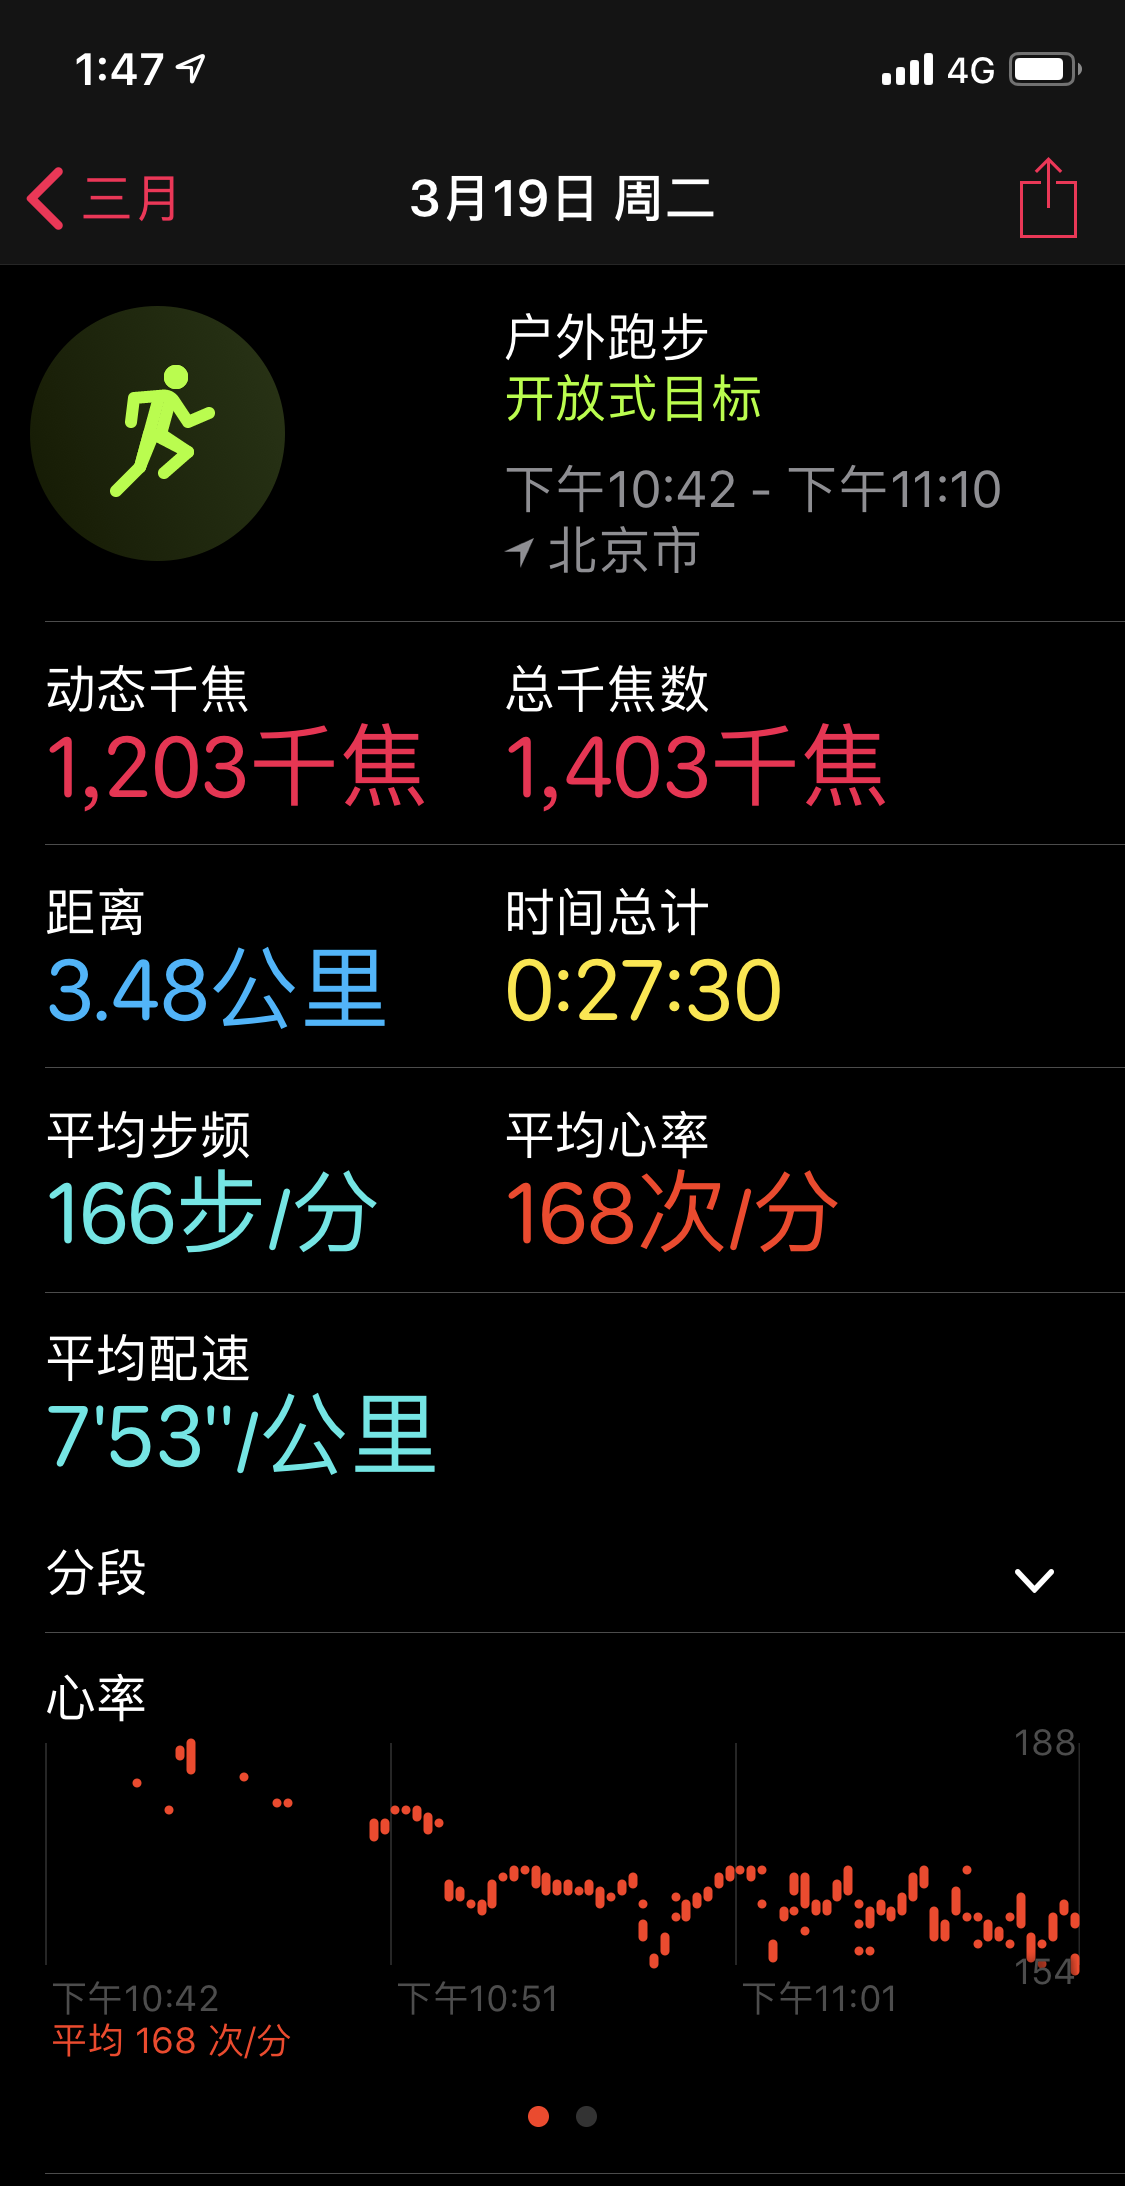 1:47
4G
三月
3月19日 周二
户外跑步
开放式目标
下午10:42 - 下午11:10
北京市
动态千焦
总千焦数
1,203千焦
1,403千焦
距离
时间总计
3.48公里
0:27:30
平均步频
平均心率
166步/分
168次/分
平均配速
7'53"/公里
分段
心率
188
154
下午10:42
下午10:51
下午11:01
平均 168 次/分